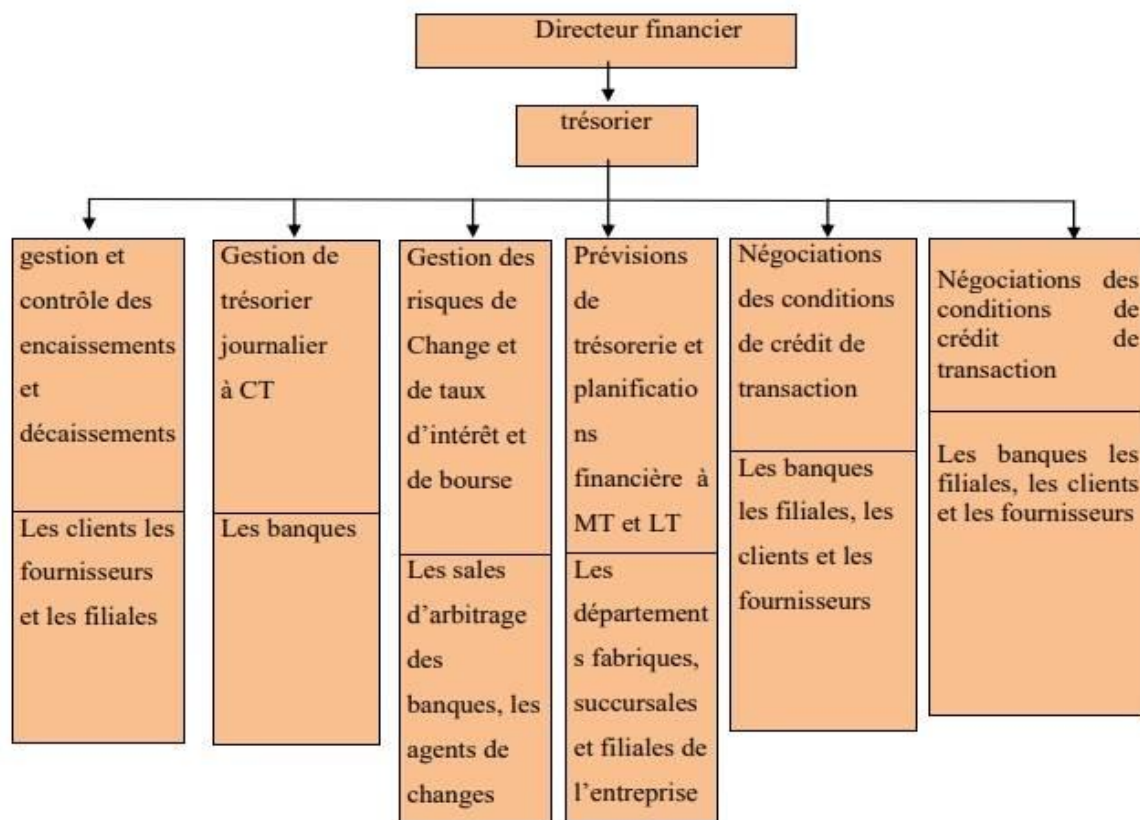 Directeur financier
trésorier
gestion et
contrôle des
encaissements
et
décaissements
Les clients les
fournisseurs
et les filiales
Gestion de
trésorier
journalier
à CT
Les banques
Gestion des
risques de
Change et
de taux
d’intérêt et
de bourse
Les sales
d’arbitrage
des
banques, les
agents de
changes
Prévisions
de
trésorerie et
planificatio
ns
financière à
MT et LT
Les
département
s fabriques,
succursales
et filiales de
l’entreprise
Négociations
des conditions
de crédit de
transaction
Les banques
les filiales, les
clients et les
fournisseurs
Négociations des
conditions de
crédit de
transaction
Les banques les
filiales, les clients
et les fournisseurs